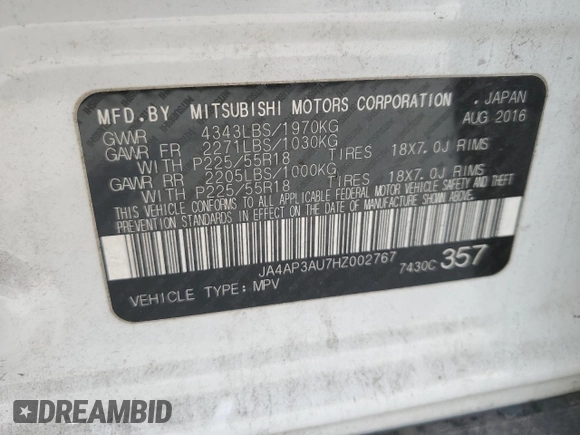 MFD.BY MITSUBISHI MOTORS CORPORATION , JAPAN
GVWR 4343LBS/1970KG AUG 2016
GAWR FR 2271LBS/1030KG
WITH P225/55R18 TIRES 18X7.0J RIMS
GAWR RR 2205LBS/1000KG
WITH P225/55R18 TIRES 18X7.0J RIMS
THIS VEHICLE CONFORMS TO ALL APPLICABLE FEDERAL MOTOR VEHICLE SAFETY AND THEFT
PREVENTION STANDARDS IN EFFECT ON THE DATE OF MANUFACTURE SHOWN ABOVE.
JA4AP3AU7HZ002767
7430C 357
VEHICLE TYPE: MPV
DREAMBID